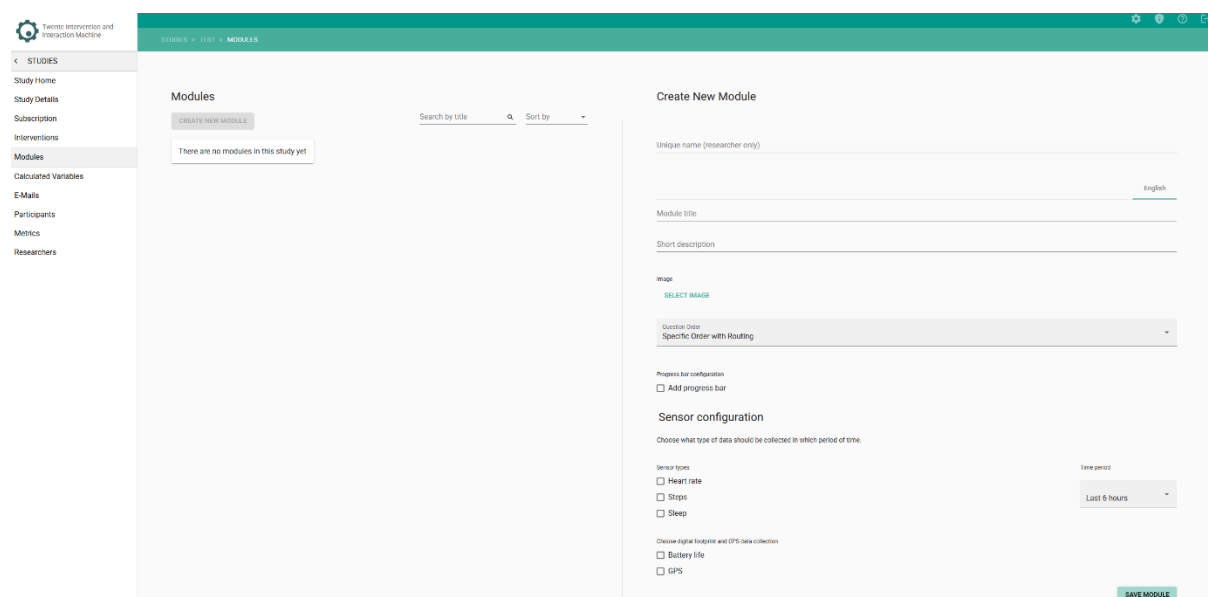 Twente Intervention and
Interaction Machine
STUDIES > TEST > MODULES
< STUDIES
Study Home
Study Details
Subscription
Interventions
Modules
Calculated Variables
E-Mails
Participants
Metrics
Researchers
Modules
CREATE NEW MODULE
Search by title
Sort by
There are no modules in this study yet
Create New Module
Unique name (researcher only)
English
Module title
Short description
Image
SELECT IMAGE
Question Order
Specific Order with Routing
Progress bar configuration
Add progress bar
Sensor configuration
Choose what type of data should be collected in which period of time.
Sensor types
Time period
Heart rate
Steps
Last 6 hours
Sleep
Choose digital footprint and GPS data collection
Battery life
GPS
SAVE MODULE